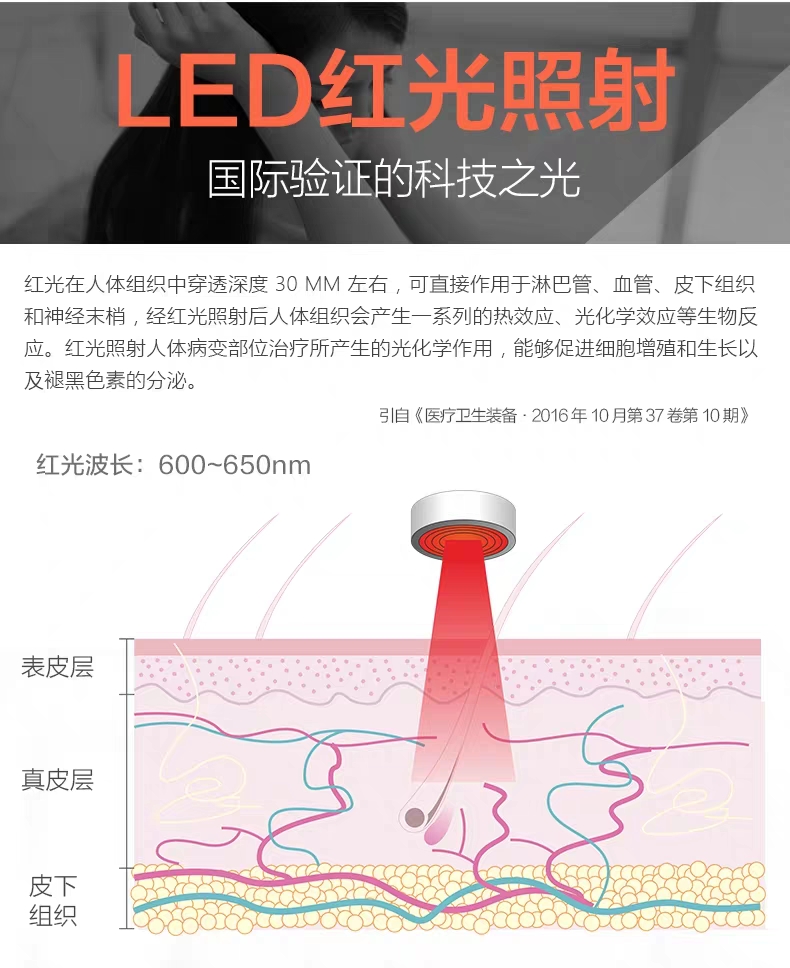 LED红光照射
国际验证的科技之光
红光在人体组织中穿透深度 30 MM 左右，可直接作用于淋巴管、血管、皮下组织
和神经末梢，经红光照射后人体组织会产生一系列的热效应、光化学效应等生物反
应。红光照射人体病变部位治疗所产生的光化学作用，能够促进细胞增殖和生长以
及褪黑色素的分泌。
引自《医疗卫生装备 · 2016 年 10 月第 37 卷第 10 期》
红光波长：600~650nm
表皮层
真皮层
皮下
组织